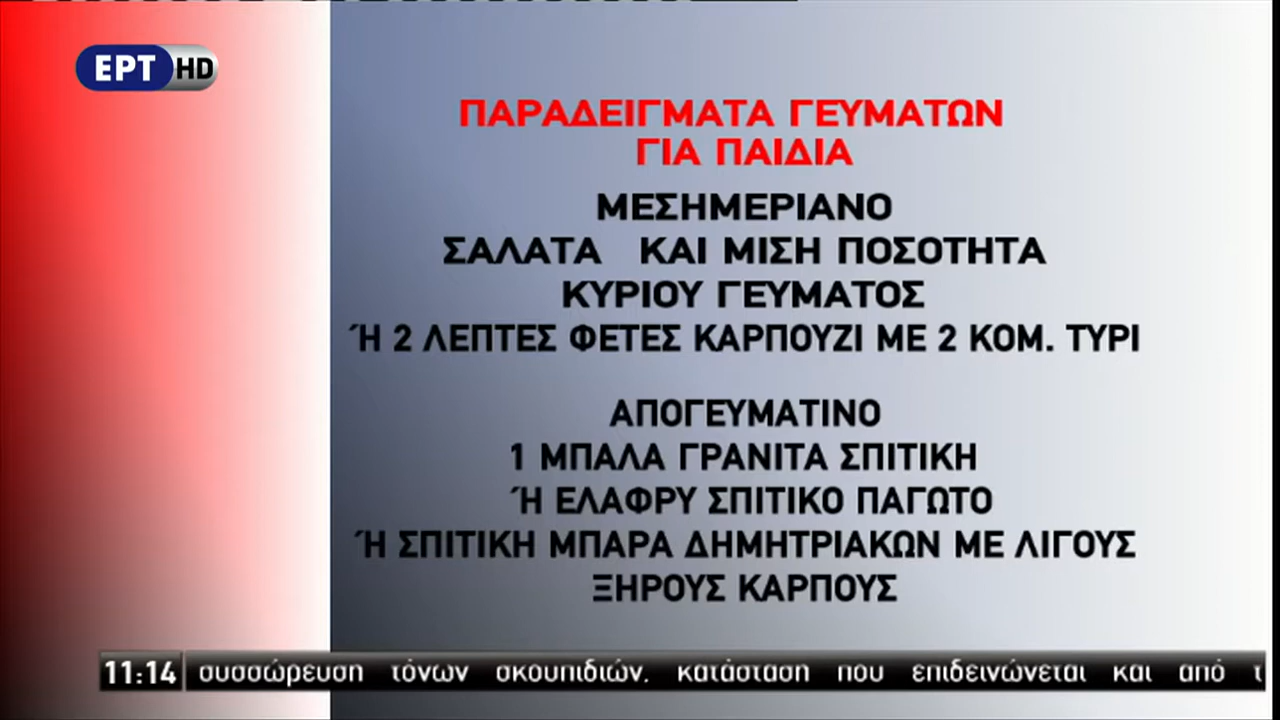 ΕΡΤ HD
ΠΑΡΑΔΕΙΓΜΑΤΑ ΓΕΥΜΑΤΩΝ
ΓΙΑ ΠΑΙΔΙΑ
ΜΕΣΗΜΕΡΙΑΝΟ
ΣΑΛΑΤΑ ΚΑΙ ΜΙΣΗ ΠΟΣΟΤΗΤΑ
ΚΥΡΙΟΥ ΓΕΥΜΑΤΟΣ
Ή 2 ΛΕΠΤΕΣ ΦΕΤΕΣ ΚΑΡΠΟΥΖΙ ΜΕ 2 ΚΟΜ. ΤΥΡΙ
ΑΠΟΓΕΥΜΑΤΙΝΟ
1 ΜΠΑΛΑ ΓΡΑΝΙΤΑ ΣΠΙΤΙΚΗ
Ή ΕΛΑΦΡΥ ΣΠΙΤΙΚΟ ΠΑΓΩΤΟ
Ή ΣΠΙΤΙΚΗ ΜΠΑΡΑ ΔΗΜΗΤΡΙΑΚΩΝ ΜΕ ΛΙΓΟΥΣ
ΞΗΡΟΥΣ ΚΑΡΠΟΥΣ
11:14 συσσώρευση τόνων σκουπιδιών, κατάσταση που επιδεινώνεται και από